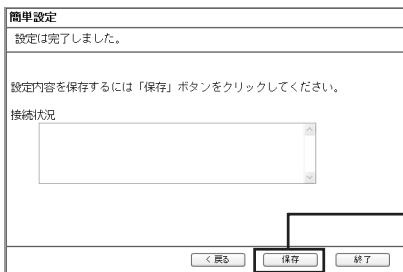 簡単設定
設定は完了しました。
設定内容を保存するには「保存」ボタンをクリックしてください。
接続状況
< 戻る 保存 終了